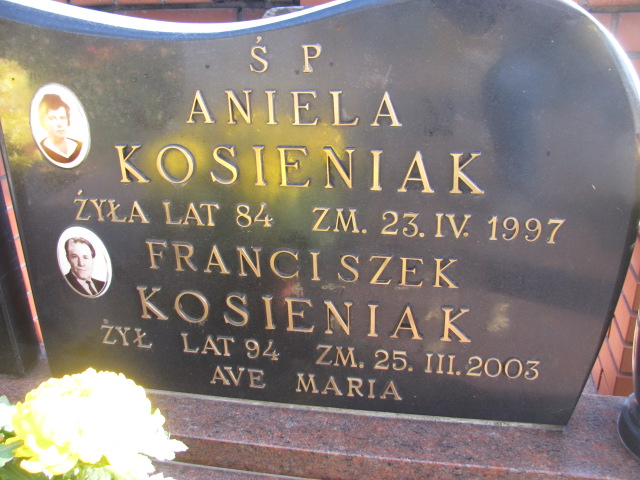 Ś P
ANIELA
KOSIENIAK
ŻYŁA LAT 84 ZM. 23. IV. 1997
FRANCISZEK
KOSIENIAK
ŻYŁ LAT 94 ZM. 25. III. 2003
AVE MARIA